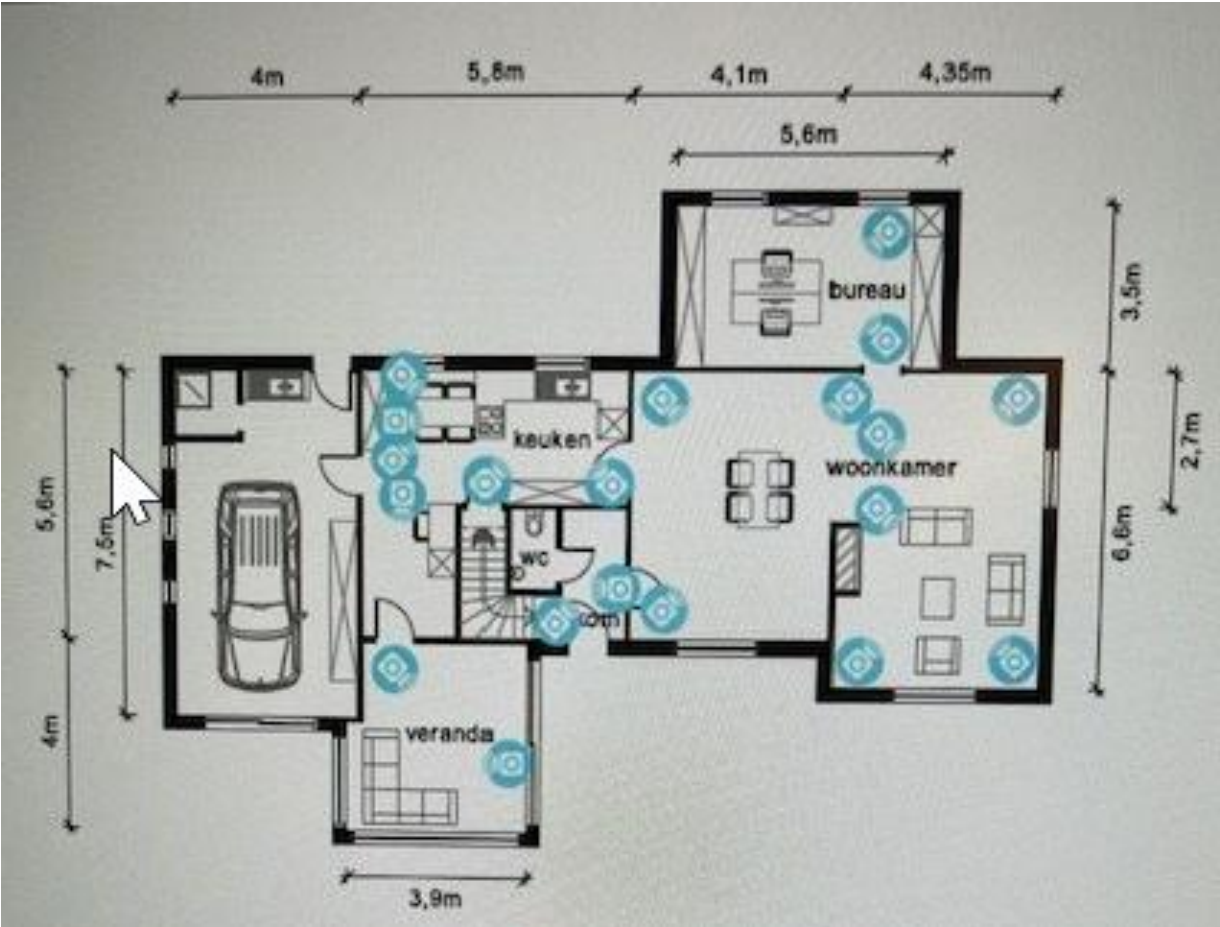 4m
5,8m
4,1m
4,35m
5,6m
3,5m
bureau
2,7m
keuken
woonkamer
5,6m
7,5m
6,6m
wc
4m
veranda
3,9m